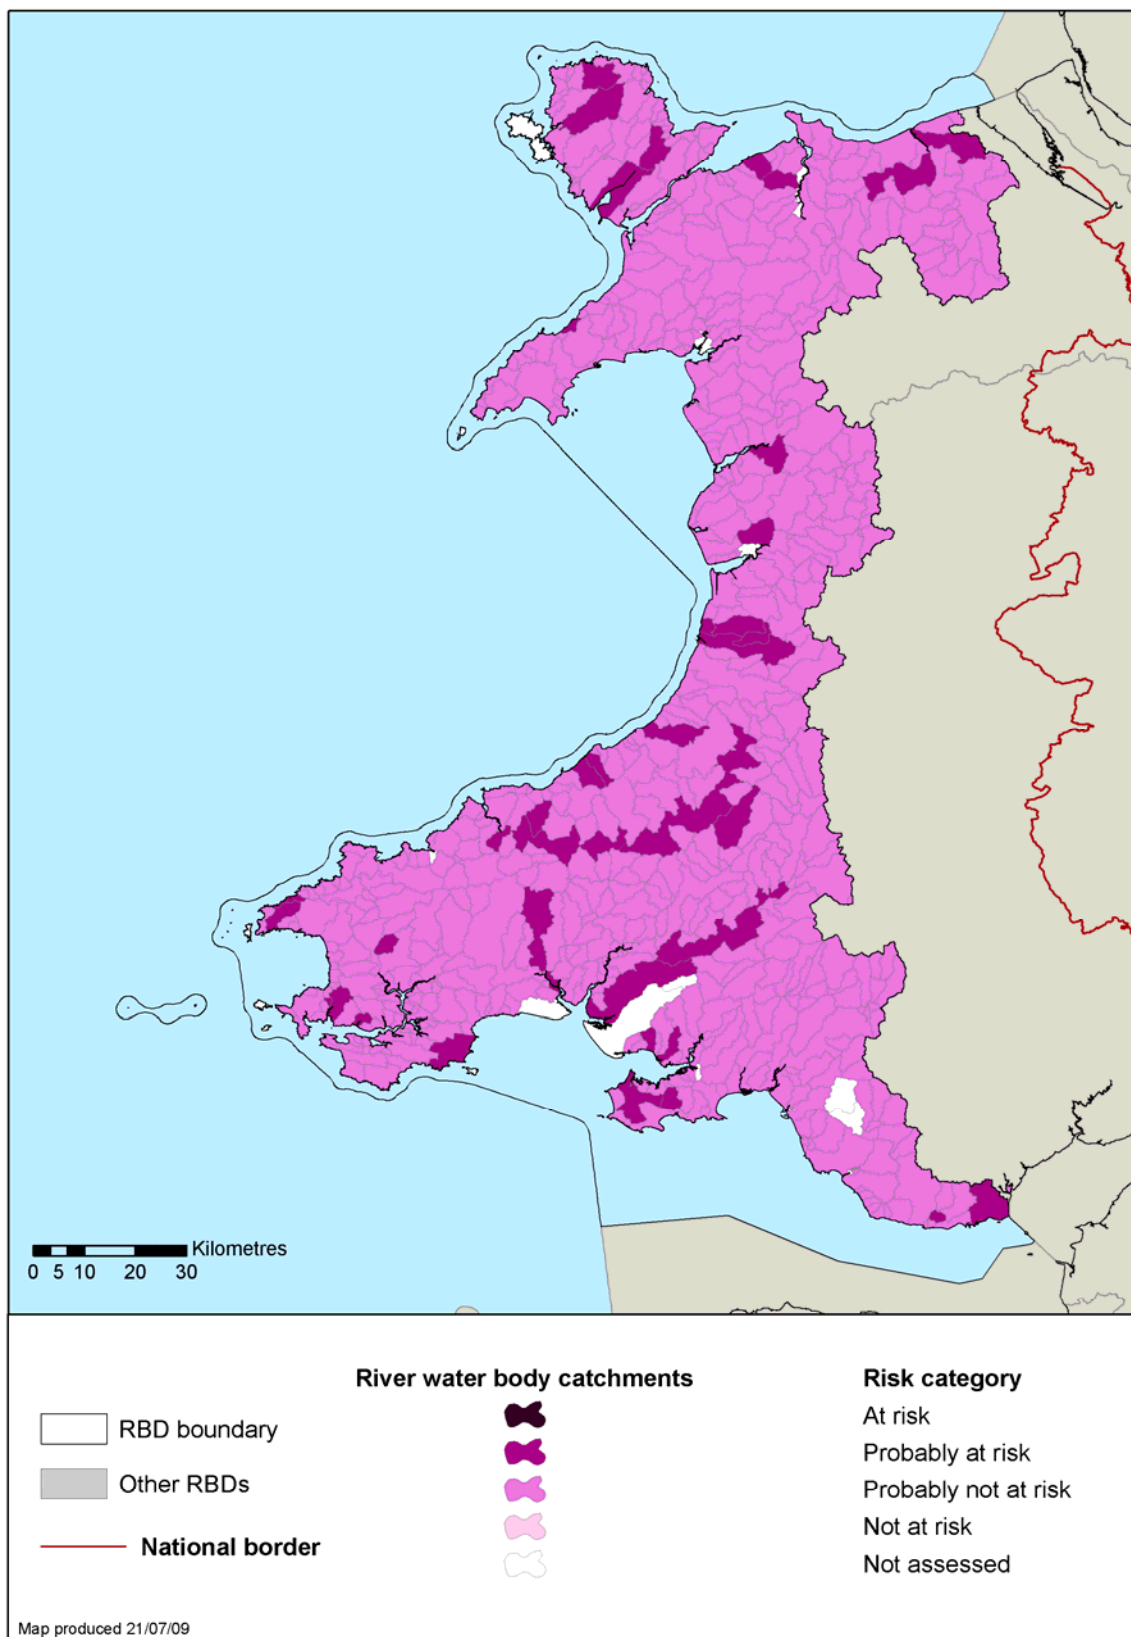 Kilometres
0 5 10 20 30
River water body catchments
Risk category
RBD boundary
Other RBDs
National border
At risk
Probably at risk
Probably not at risk
Not at risk
Not assessed
Map produced 21/07/09